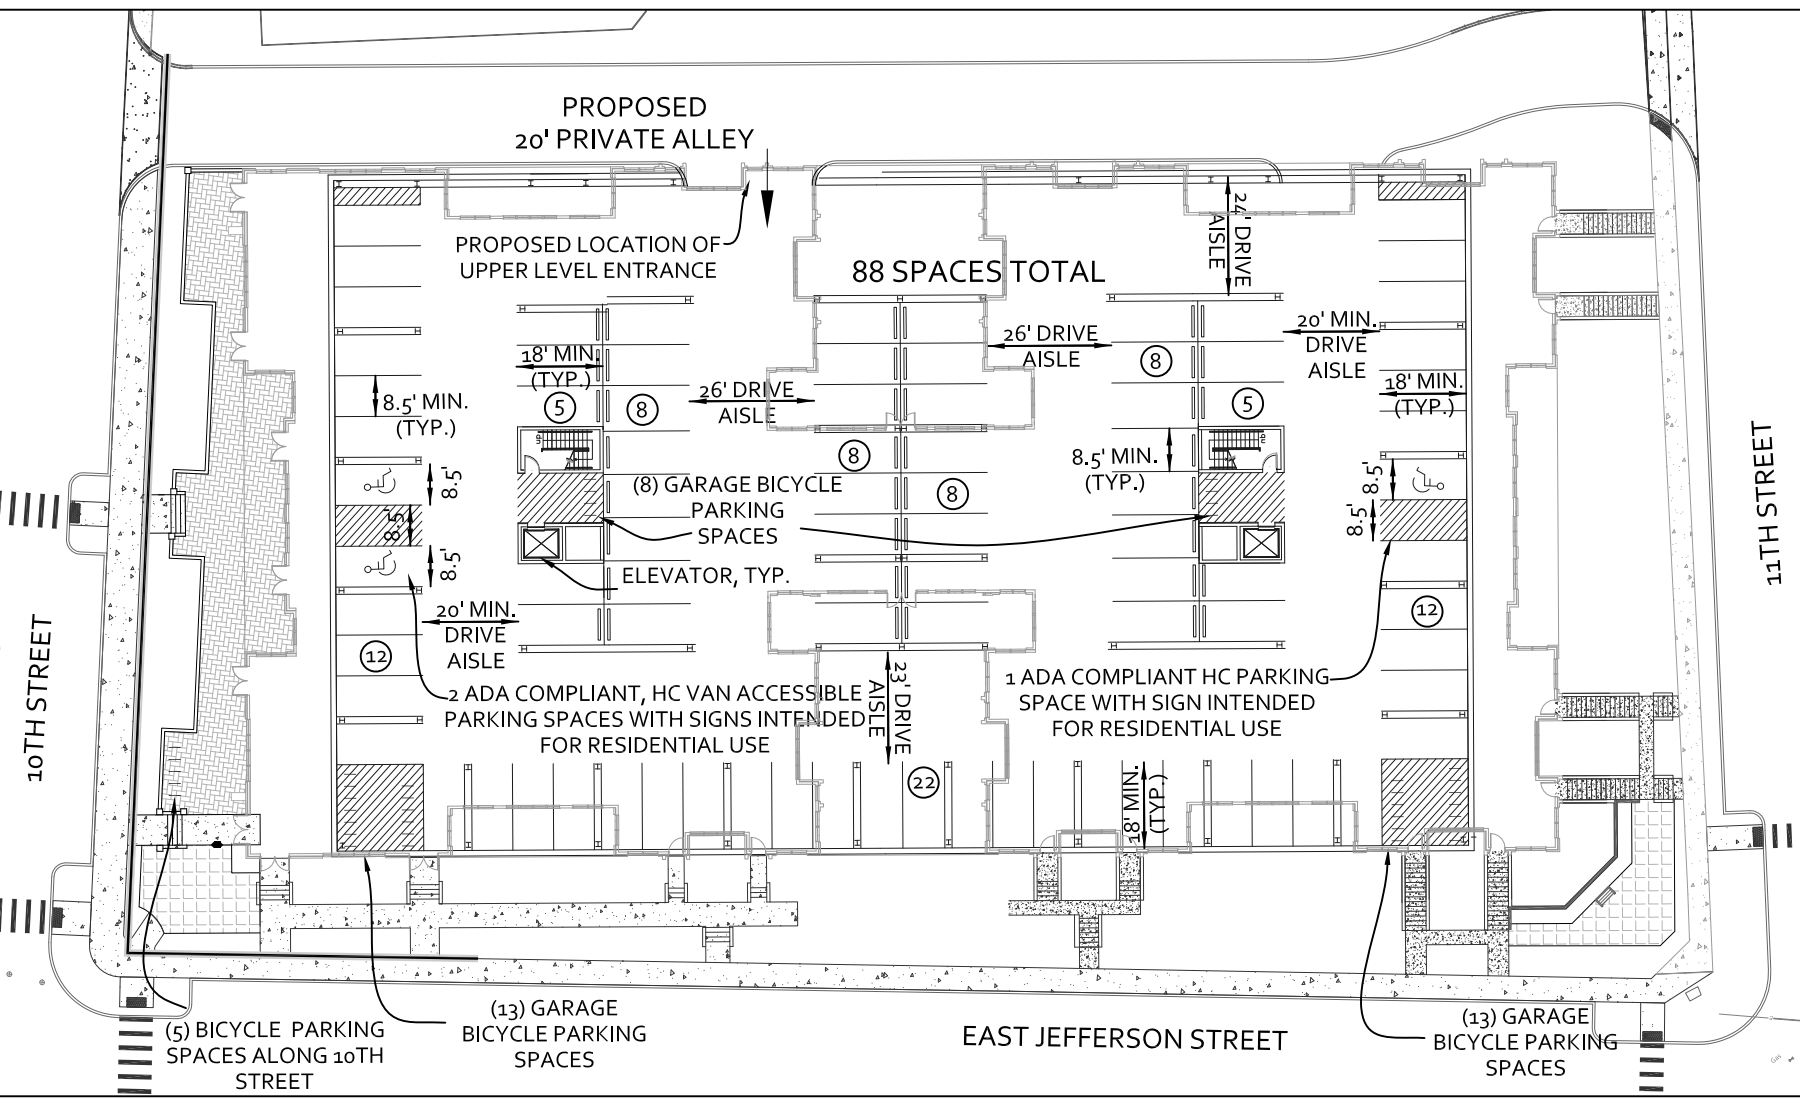 PROPOSED
20' PRIVATE ALLEY
PROPOSED LOCATION OF
UPPER LEVEL ENTRANCE
88 SPACES TOTAL
24' DRIVE
AISLE
18' MIN.
(TYP.)
26' DRIVE
AISLE
26' DRIVE
AISLE
20' MIN.
DRIVE
AISLE
18' MIN.
(TYP.)
8.5' MIN.
(TYP.)
5
8
8
8
8
5
UP
8.5' MIN.
(TYP.)
8.5'
8.5'
8.5'
(8) GARAGE BICYCLE
PARKING
SPACES
ELEVATOR, TYP.
8.5'
8.5'
11TH STREET
10TH STREET
20' MIN.
DRIVE
AISLE
12
12
2 ADA COMPLIANT, HC VAN ACCESSIBLE
PARKING SPACES WITH SIGNS INTENDED
FOR RESIDENTIAL USE
23' DRIVE
AISLE
1 ADA COMPLIANT HC PARKING
SPACE WITH SIGN INTENDED
FOR RESIDENTIAL USE
22
18' MIN.
(TYP.)
(5) BICYCLE PARKING
SPACES ALONG 10TH
STREET
(13) GARAGE
BICYCLE PARKING
SPACES
EAST JEFFERSON STREET
(13) GARAGE
BICYCLE PARKING
SPACES